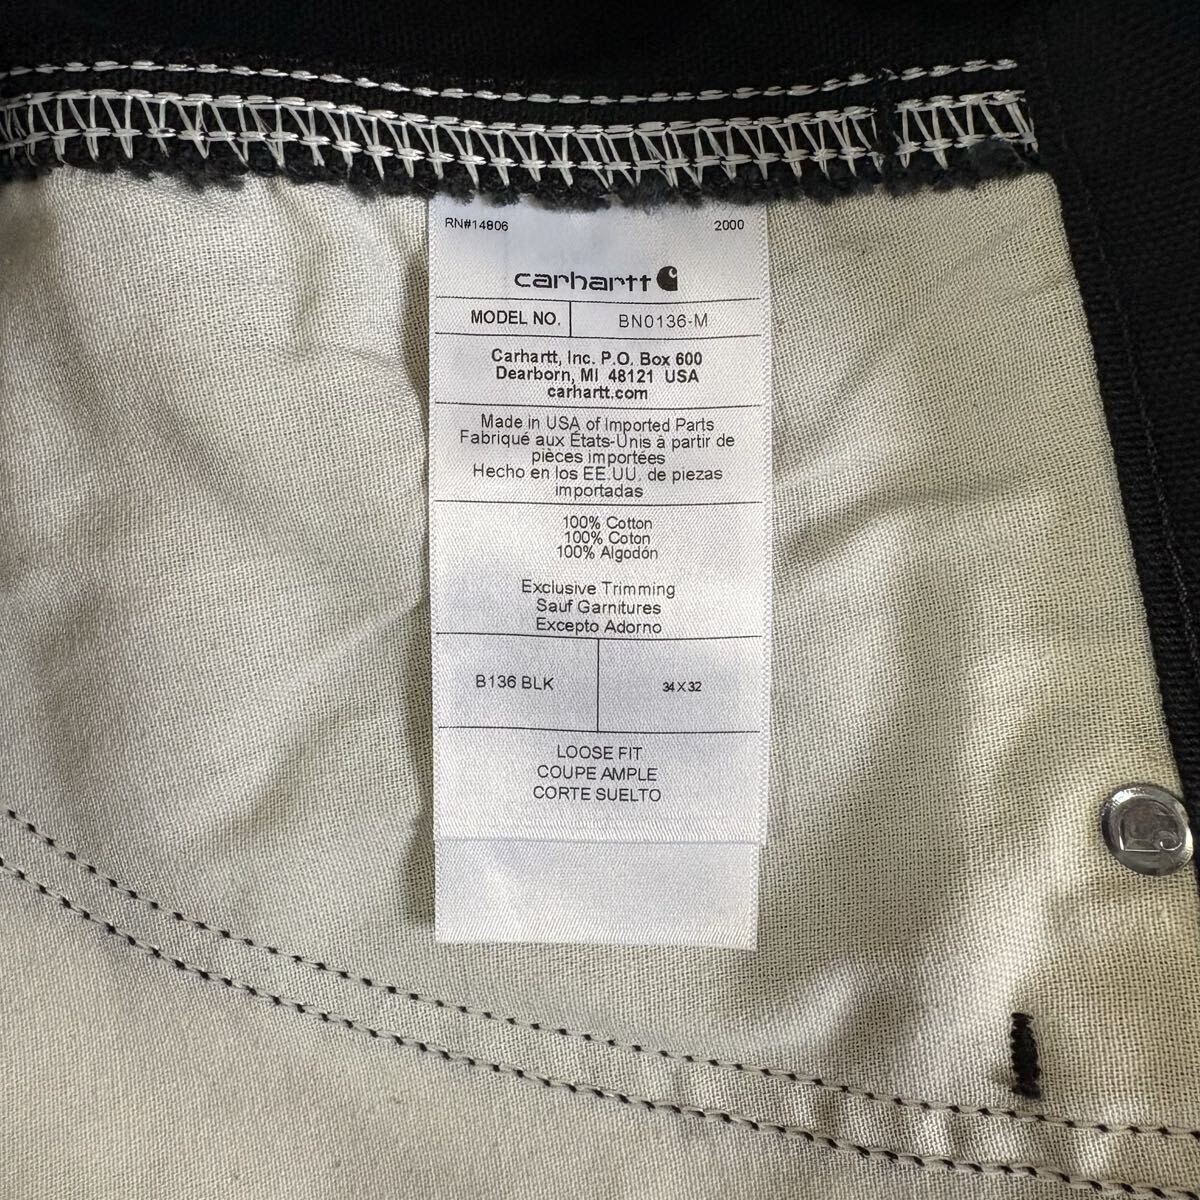 RN#14806 2000
carhartt
MODEL NO. BN0136-M
Carhartt, Inc. P.O. Box 600
Dearborn, MI 48121 USA
carhartt.com
Made in USA of Imported Parts
Fabriqué aux États-Unis à partir de
pièces importées
Hecho en los EE.UU. de piezas
importadas
100% Cotton
100% Coton
100% Algodón
Exclusive Trimming
Sauf Garnitures
Excepto Adorno
B136 BLK 34X32
LOOSE FIT
COUPE AMPLE
CORTE SUELTO